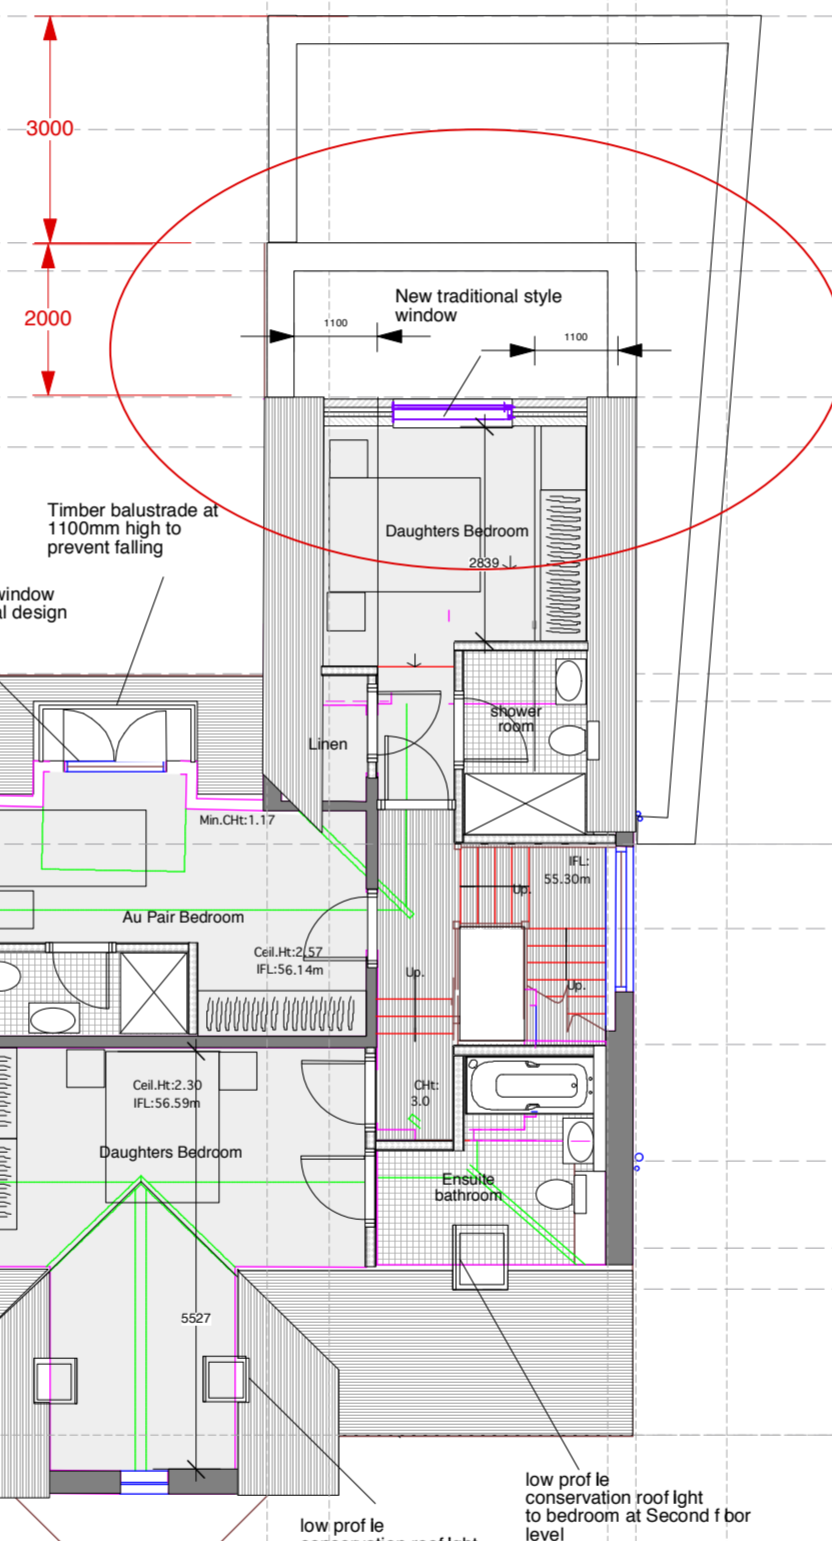 3000
2000
New traditional style
window
1100
1100
Timber balustrade at
1100mm high to
prevent falling
window
al design
Daughters Bedroom
2839
shower
room
Linen
Min.CHt:1.17
IFL:
55.30m
Up.
Au Pair Bedroom
Ceil.Ht:2.57
IFL:56.14m
Up.
Up.
Ceil.Ht:2.30
IFL:56.59m
CHt:
3.0
Daughters Bedroom
Ensuite
bathroom
5527
low prof le
conservation roof lght
to bedroom at Second f bor
level
low prof le